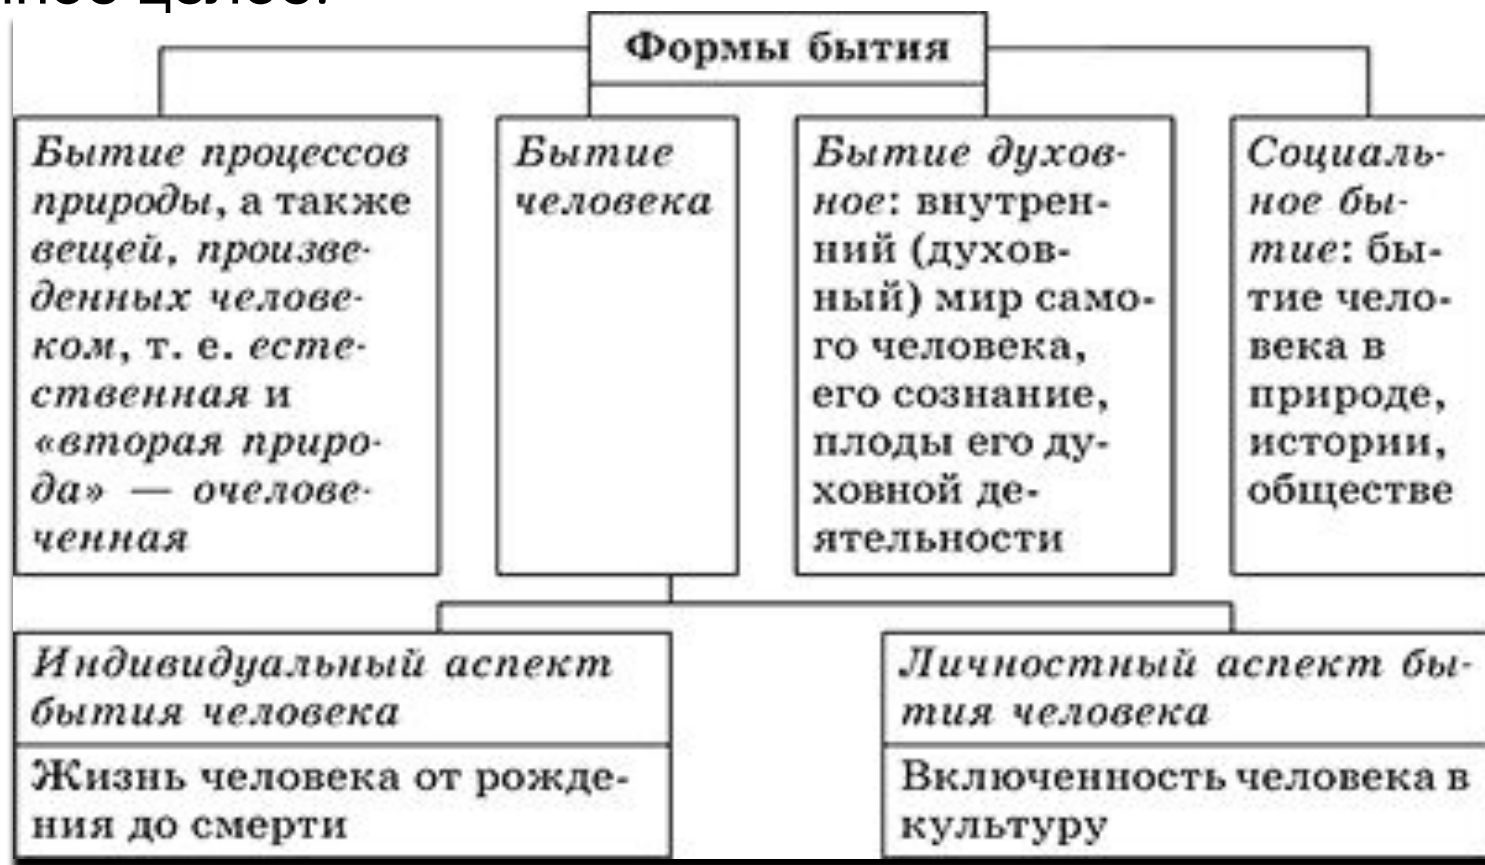 целое.
Формы бытия
Бытие процессов
природы, а также
вещей, произве-
денных челове-
ком, т. е. есте-
ственная и
«вторая приро-
да» — очелове-
ченная
Бытие
человека
Бытие духов-
ное: внутрен-
ний (духов-
ный) мир само-
го человека,
его сознание,
плоды его ду-
ховной де-
ятельности
Социаль-
ное бы-
тие: бы-
тие чело-
века в
природе,
истории,
обществе
Индивидуальный аспект
бытия человека
Жизнь человека от рожде-
ния до смерти
Личностный аспект бы-
тия человека
Включенность человека в
культуру